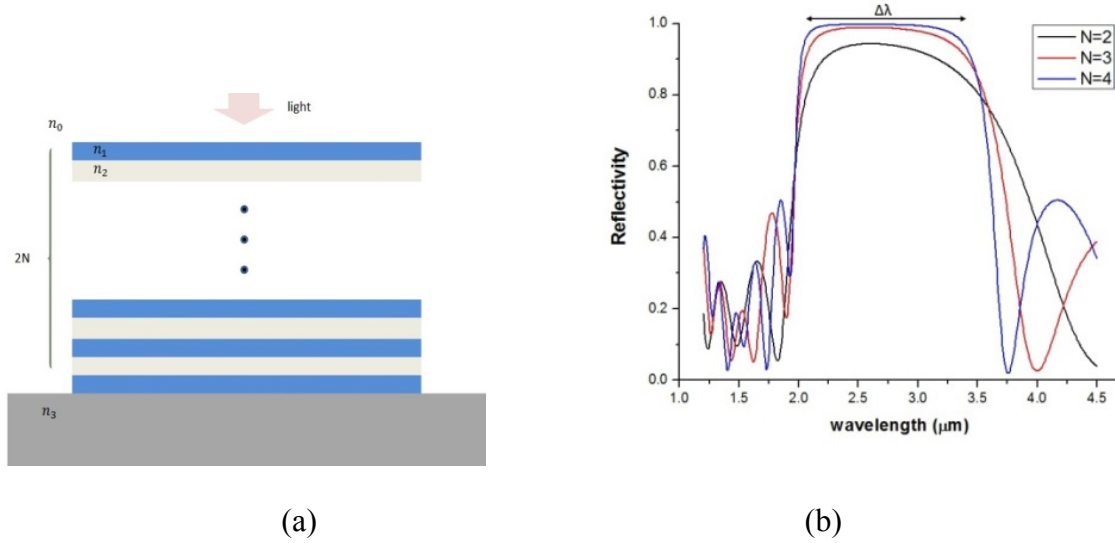 light
n₀
n₁
n₂
2N
n₃
(a)
Δλ
N=2
N=3
N=4
Reflectivity
1.0
0.8
0.6
0.4
0.2
0.0
1.0 1.5 2.0 2.5 3.0 3.5 4.0 4.5
wavelength (μm)
(b)